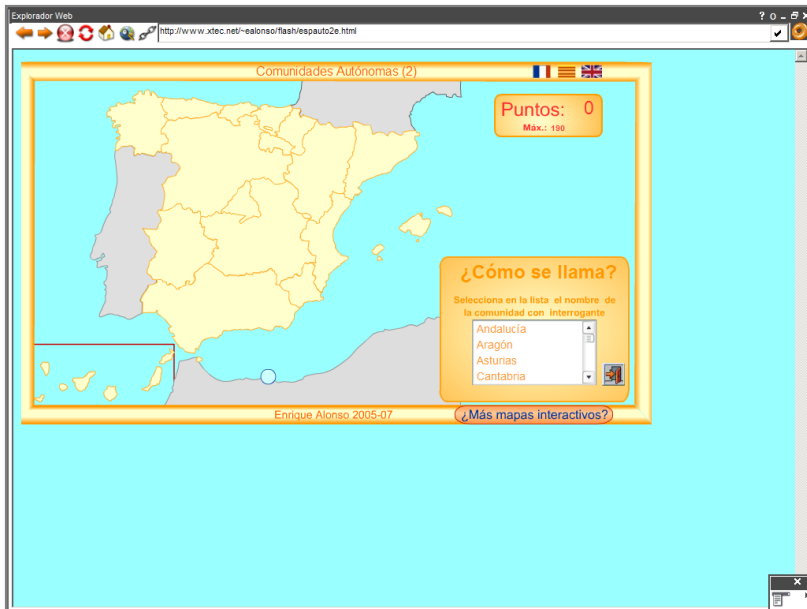 Explorador Web
? o
http://www.xtec.net/~ealonso/flash/espauto2e.html
Comunidades Autónomas (2)
Puntos: 0
Máx.: 190
¿Cómo se llama?
Selecciona en la lista el nombre de
la comunidad con interrogante
Andalucía
Aragón
Asturias
Cantabria
Enrique Alonso 2005-07
¿Más mapas interactivos?